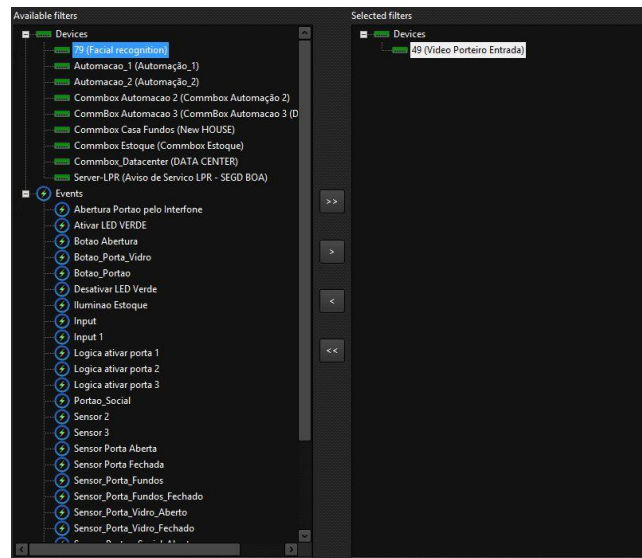 Available filters
Devices
79 (Facial recognition)
Automacao_1 (Automação_1)
Automacao_2 (Automação_2)
Commbox Automacao 2 (Commbox Automação 2)
CommBox Automacao 3 (CommBox Automacao 3 (D
Commbox Casa Fundos (New HOUSE)
Commbox Estoque (Commbox Estoque)
Commbox_Datacenter (DATA CENTER)
Server-LPR (Aviso de Servico LPR - SEGD BOA)
Events
Abertura Portao pelo Interfone
Ativar LED VERDE
Botao Abertura
Botao_Porta_Vidro
Botao_Portao
Desativar LED Verde
Iluminao Estoque
Input
Input 1
Logica ativar porta 1
Logica ativar porta 2
Logica ativar porta 3
Portao_Social
Sensor 2
Sensor 3
Sensor Porta Aberta
Sensor Porta Fechada
Sensor_Porta_Fundos
Sensor_Porta_Fundos_Fechado
Sensor_Porta_Vidro_Aberto
Sensor_Porta_Vidro_Fechado
>>
>
<
<<
Selected filters
Devices
49 (Video Porteiro Entrada)